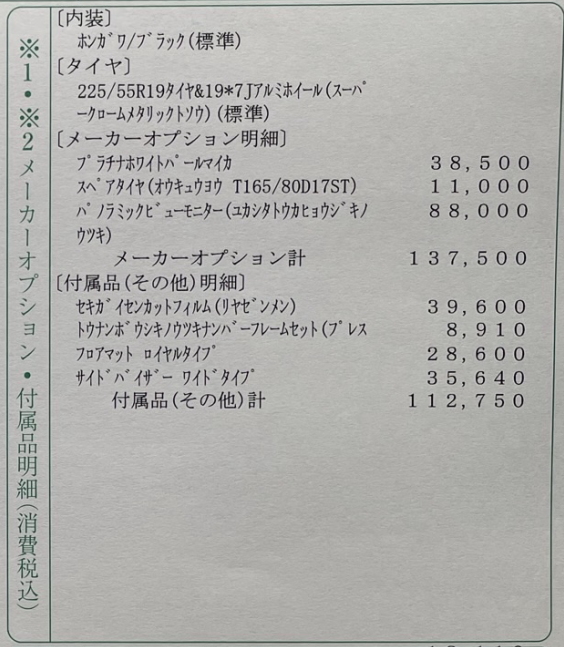 ※1・※2メーカーオプション・付属品明細(消費税込)
〔内装〕
ﾎﾝｶﾞﾜ/ﾌﾞﾗｯｸ(標準)
〔タイヤ〕
225/55R19ﾀｲﾔ&19*7Jｱﾙﾐﾎｲｰﾙ(ｽｰﾊﾟ
ｰｸﾛｰﾑﾒﾀﾘｯｸﾄｿｳ)(標準)
〔メーカーオプション明細〕
ﾌﾟﾗﾁﾅﾎﾜｲﾄﾊﾟｰﾙﾏｲｶ 38,500
ｽﾍﾟｱﾀｲﾔ(ｵｳｷｭｳﾖｳ T165/80D17ST) 11,000
ﾊﾟﾉﾗﾐｯｸﾋﾞｭｰﾓﾆﾀｰ(ﾕｶｼﾀﾄｳｶﾋｮｳｼﾞｷﾉ 88,000
ｳﾂｷ)
メーカーオプション計 137,500
〔付属品(その他)明細〕
ｾｷｶﾞｲｾﾝｶｯﾄﾌｨﾙﾑ(ﾘﾔｾﾞﾝﾒﾝ) 39,600
ﾄｳﾅﾝﾎﾞｳｼｷﾉｳﾂｷﾅﾝﾊﾞｰﾌﾚｰﾑｾｯﾄ(ﾌﾟﾚｽ 8,910
ﾌﾛｱﾏｯﾄ ﾛｲﾔﾙﾀｲﾌﾟ 28,600
ｻｲﾄﾞﾊﾞｲｻﾞｰ ﾜｲﾄﾞﾀｲﾌﾟ 35,640
付属品(その他)計 112,750